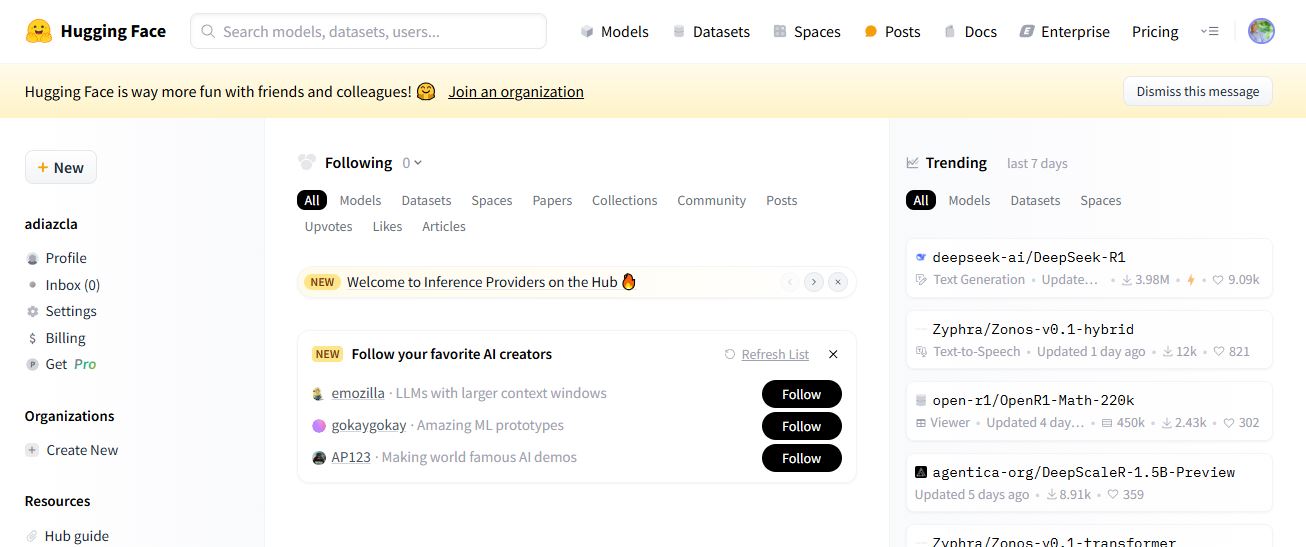 Hugging Face
Search models, datasets, users...
Models
Datasets
Spaces
Posts
Docs
Enterprise
Pricing
Hugging Face is way more fun with friends and colleagues! 🤗 Join an organization
Dismiss this message
+ New
adiazcla
Profile
Inbox (0)
Settings
$ Billing
P Get Pro
Organizations
+ Create New
Resources
Hub guide
Following 0
All Models Datasets Spaces Papers Collections Community Posts
Upvotes Likes Articles
NEW Welcome to Inference Providers on the Hub 🔥
NEW Follow your favorite AI creators
Refresh List
emozilla · LLMs with larger context windows
Follow
gokaygokay · Amazing ML prototypes
Follow
AP123 · Making world famous AI demos
Follow
Trending last 7 days
All Models Datasets Spaces
deepseek-ai/DeepSeek-R1
Text Generation • Update... • 3.98M • ⚡ • 9.09k
Zyphra/Zonos-v0.1-hybrid
Text-to-Speech • Updated 1 day ago • 12k • 821
open-r1/OpenR1-Math-220k
Viewer • Updated 4 day... • 450k • 2.43k • 302
agentica-org/DeepScaleR-1.5B-Preview
Updated 5 days ago • 8.91k • 359
Zyphra/Zonos-v0.1-transformer